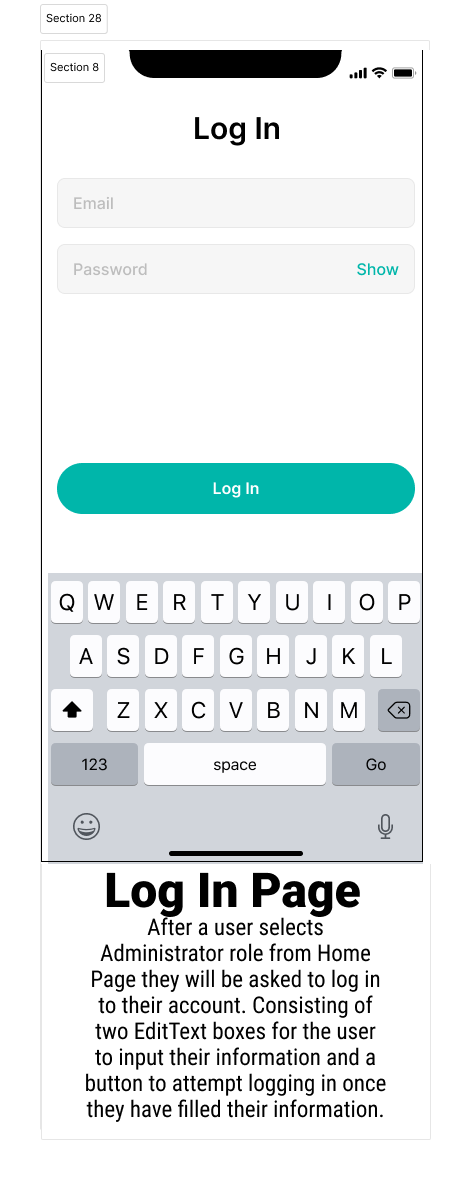 Section 28
Section 8
Log In
Email
Password Show
Log In
Q W E R T Y U I O P
A S D F G H J K L
Z X C V B N M
123 space Go
Log In Page
After a user selects
Administrator role from Home
Page they will be asked to log in
to their account. Consisting of
two EditText boxes for the user
to input their information and a
button to attempt logging in once
they have filled their information.